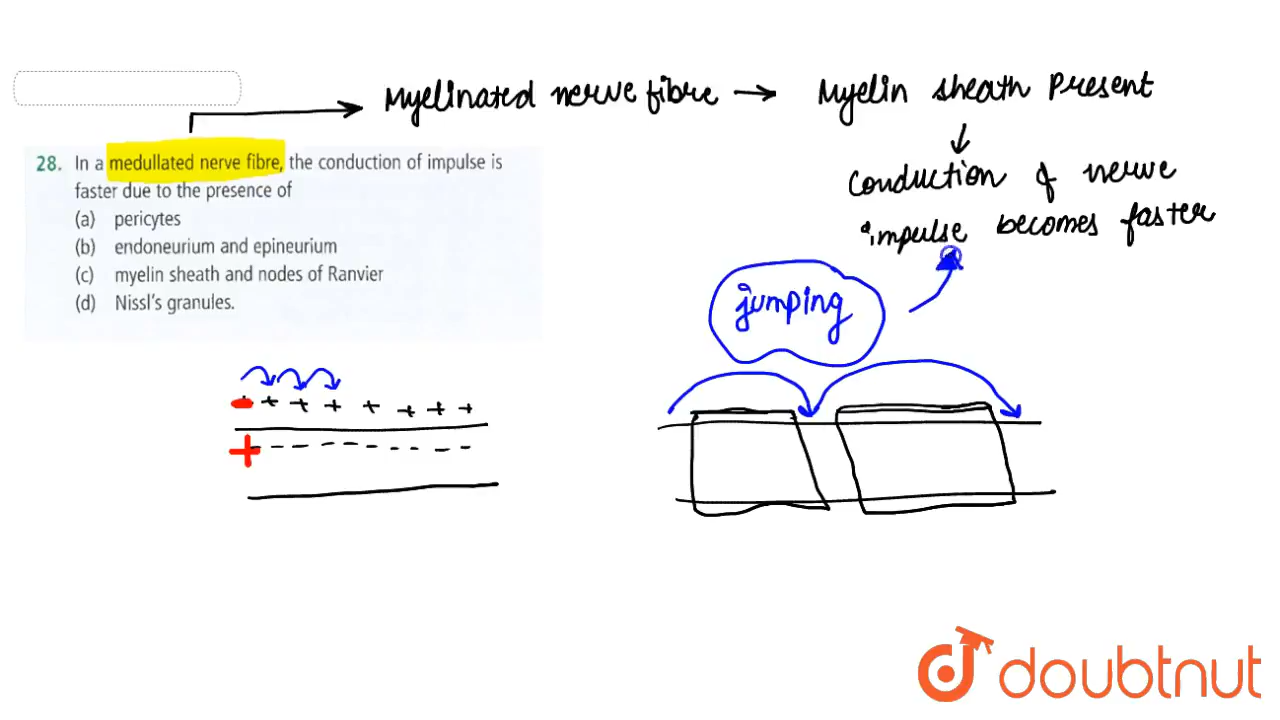 Myelinated nerve fibre → Myelin sheath Present
↓
Conduction of nerve
impulse becomes faster
28. In a medullated nerve fibre, the conduction of impulse is
faster due to the presence of
(a) pericytes
(b) endoneurium and epineurium
(c) myelin sheath and nodes of Ranvier
(d) Nissl's granules.
jumping
- + + + + + + +
+ - - - - - - - - -
doubtnut